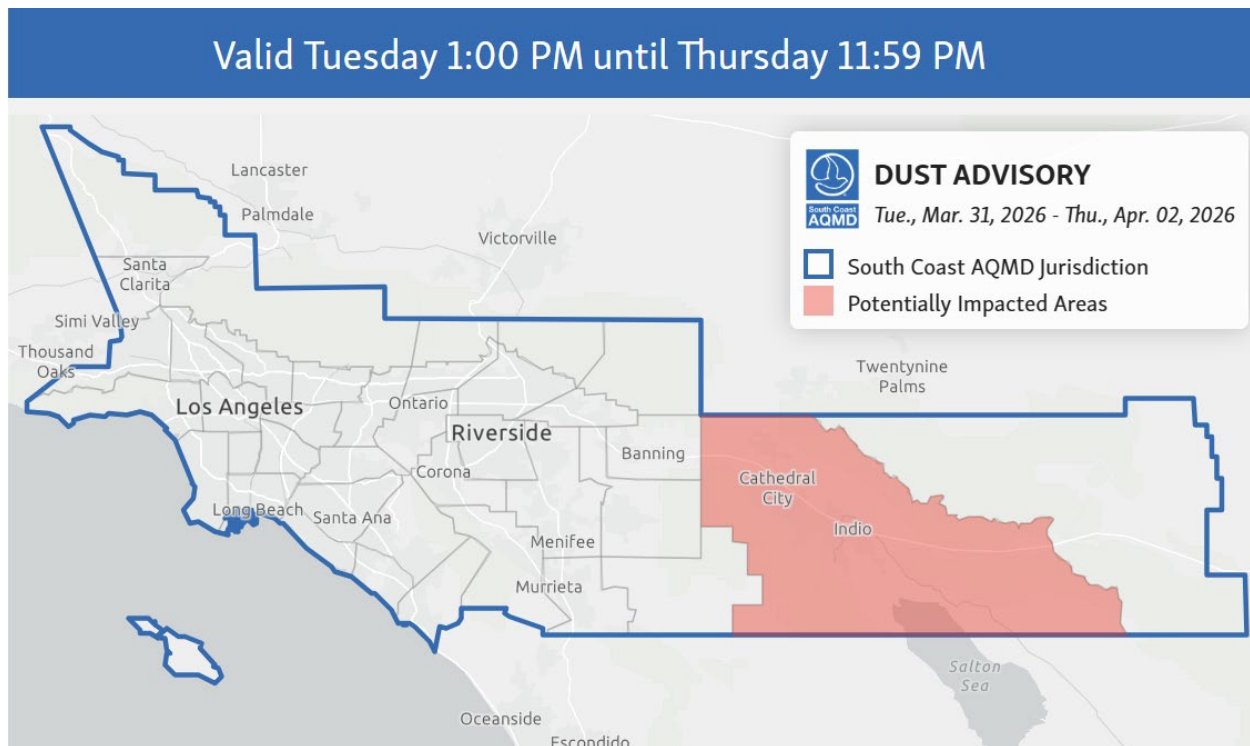 Valid Tuesday 1:00 PM until Thursday 11:59 PM
DUST ADVISORY
South Coast
AQMD
Tue., Mar. 31, 2026 - Thu., Apr. 02, 2026
South Coast AQMD Jurisdiction
Potentially Impacted Areas
Lancaster
Palmdale
Victorville
Santa
Clarita
Simi Valley
Thousand
Oaks
Twentynine
Palms
Los Angeles
Ontario
Riverside
Banning
Corona
Cathedral
City
Long Beach
Santa Ana
Indio
Menifee
Murrieta
Salton
Sea
Oceanside
Escondido